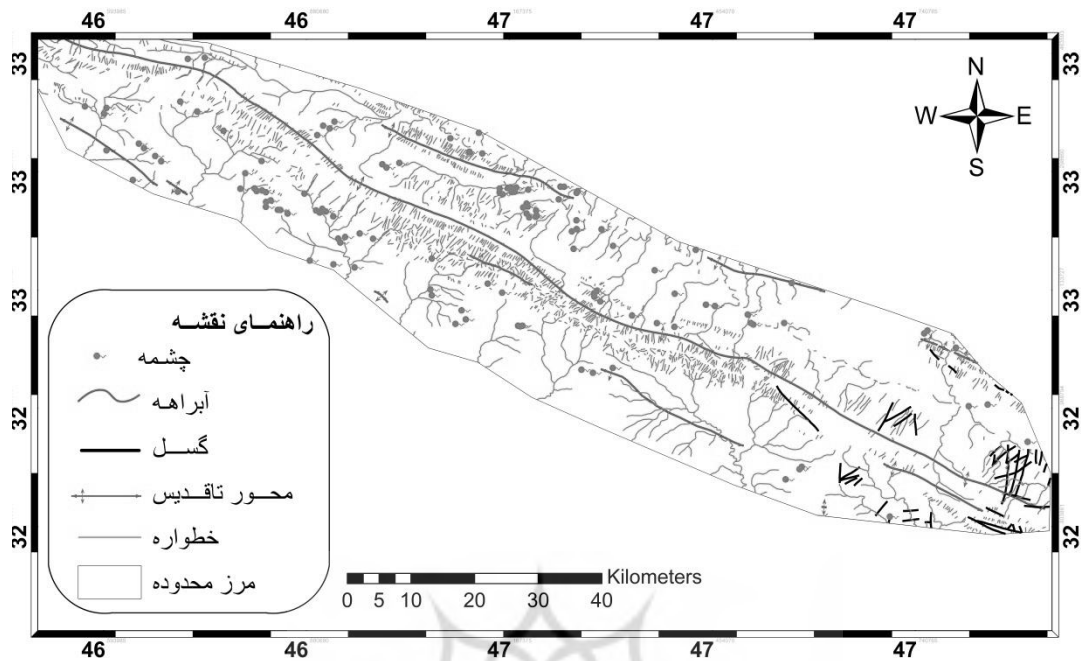 46 46 47 47 47
33 33
N
W E
S
33 33
33 33
راهنمای نقشه
چشمه
آبراهه
گسل
محور تاقدیس
خطواره
مرز محدوده
32 32
32 32
Kilometers
0 5 10 20 30 40
46 46 47 47 47